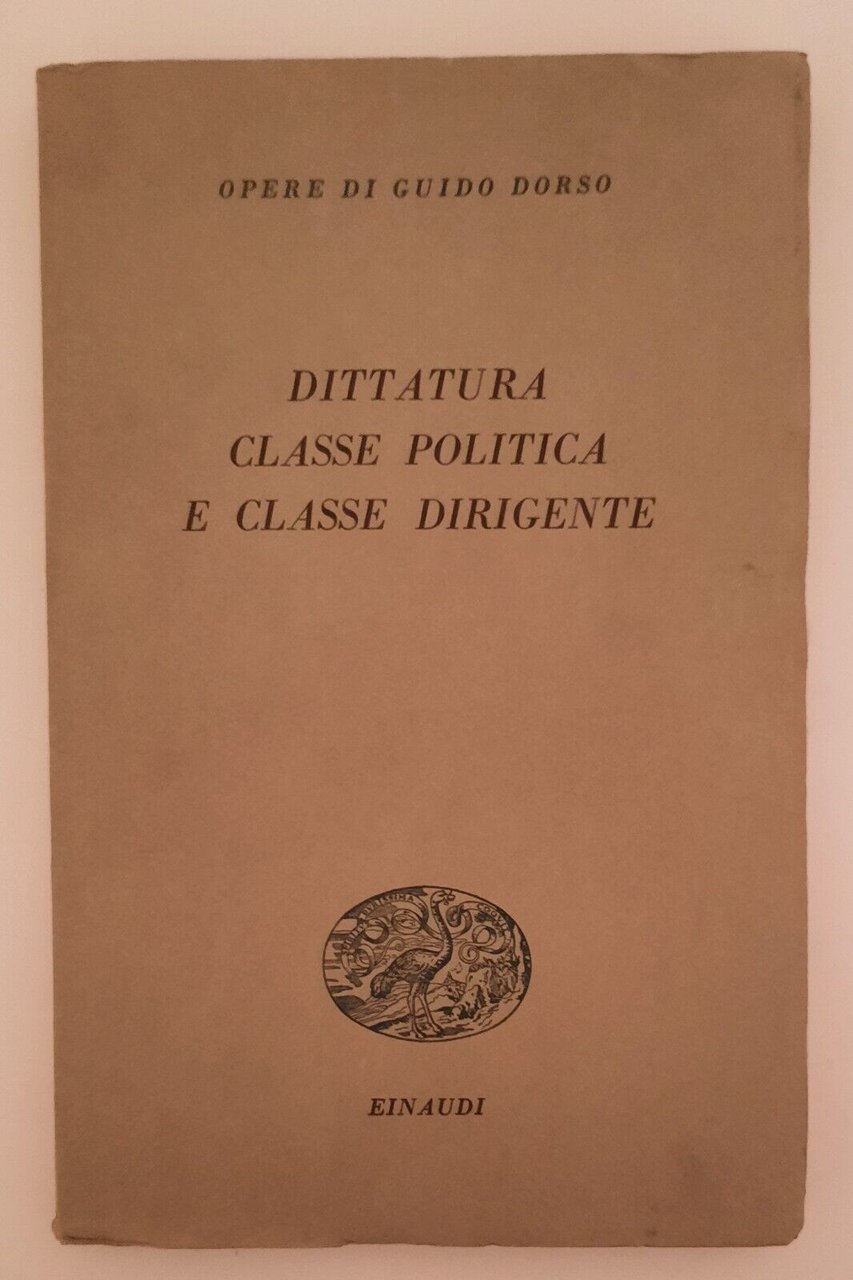 OPERE DI GUIDO DORSO
DITTATURA
CLASSE POLITICA
E CLASSE DIRIGENTE
EINAUDI